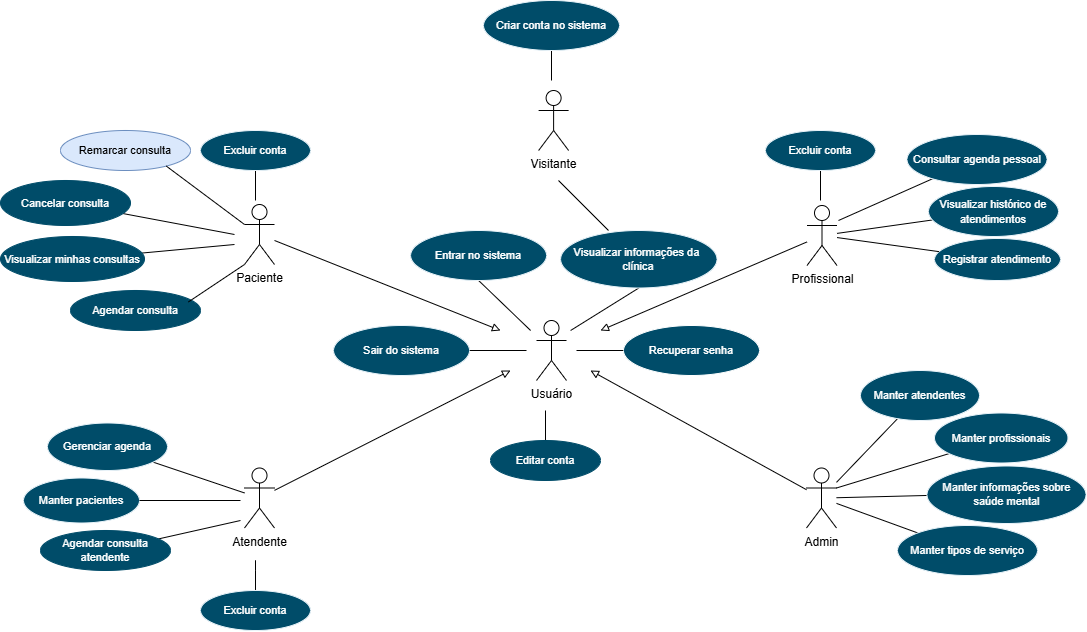 Criar conta no sistema
Visitante
Remarcar consulta
Excluir conta
Excluir conta
Consultar agenda pessoal
Cancelar consulta
Visualizar histórico de
atendimentos
Visualizar minhas consultas
Paciente
Entrar no sistema
Visualizar informações da
clínica
Profissional
Registrar atendimento
Agendar consulta
Sair do sistema
Recuperar senha
Usuário
Manter atendentes
Gerenciar agenda
Editar conta
Manter profissionais
Manter pacientes
Manter informações sobre
saúde mental
Agendar consulta
atendente
Atendente
Admin
Manter tipos de serviço
Excluir conta